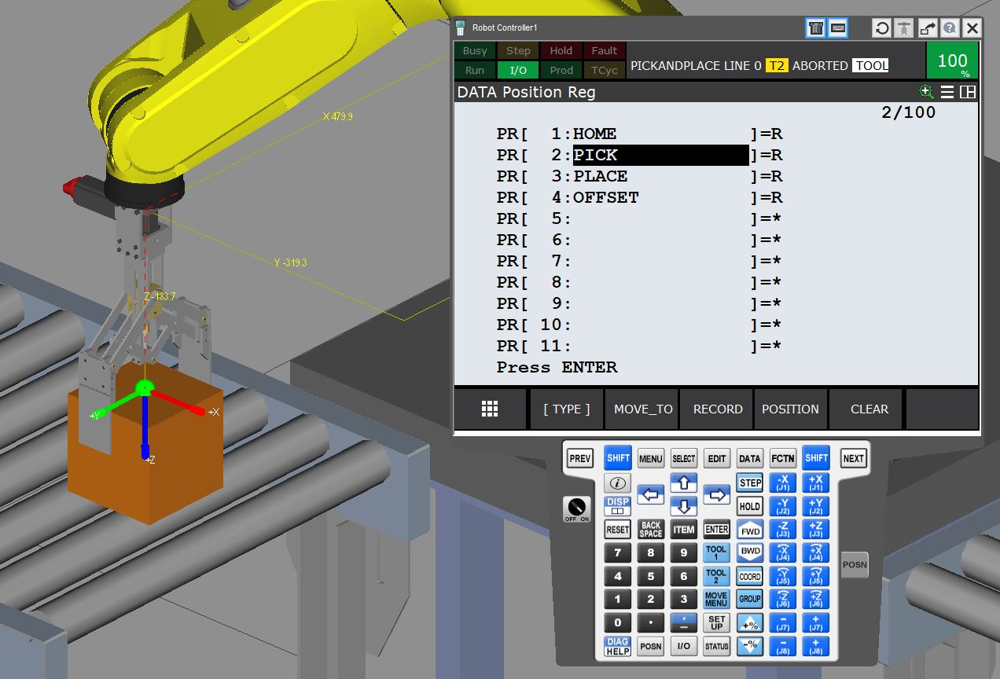 Robot Controller1
Busy Step Hold Fault
Run I/O Prod TCyc
PICKANDPLACE LINE 0 T2 ABORTED TOOL
100
%
DATA Position Reg
2/100
PR[ 1:HOME ]=R
PR[ 2:PICK ]=R
PR[ 3:PLACE ]=R
PR[ 4:OFFSET ]=R
PR[ 5: ]=*
PR[ 6: ]=*
PR[ 7: ]=*
PR[ 8: ]=*
PR[ 9: ]=*
PR[ 10: ]=*
PR[ 11: ]=*
Press ENTER
[ TYPE ] MOVE_TO RECORD POSITION CLEAR
X 479.9
Y -319.3
Z -183.7
+Y
+X
+Z
PREV SHIFT MENU SELECT EDIT DATA FCTN SHIFT NEXT
i STEP -X (J1) +X (J1)
DISP HOLD -Y (J2) +Y (J2)
OFF ON
RESET BACK SPACE ITEM ENTER FWD -Z (J3) +Z (J3)
7 8 9 TOOL 1 BWD -X (J4) +X (J4)
POSN
4 5 6 TOOL 2 COORD -Y (J5) +Y (J5)
1 2 3 MOVE MENU GROUP -Z (J6) +Z (J6)
0 . , — SET UP +% - (J7) + (J7)
DIAG HELP POSN I/O STATUS -% - (J8) + (J8)